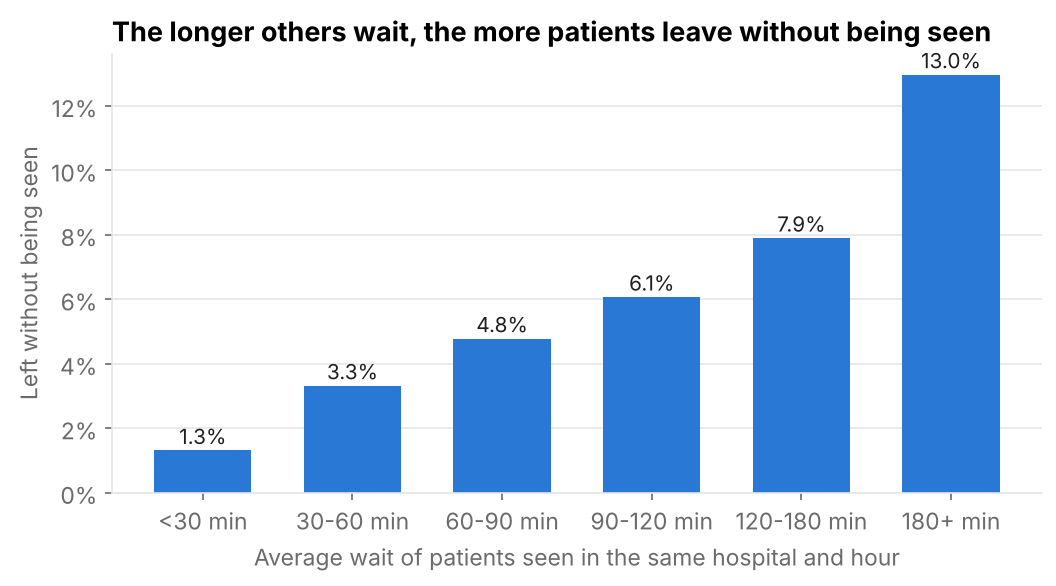 The longer others wait, the more patients leave without being seen
13.0%
12%
10%
8%
6%
4%
2%
0%
Left without being seen
1.3%
3.3%
4.8%
6.1%
7.9%
<30 min
30-60 min
60-90 min
90-120 min
120-180 min
180+ min
Average wait of patients seen in the same hospital and hour